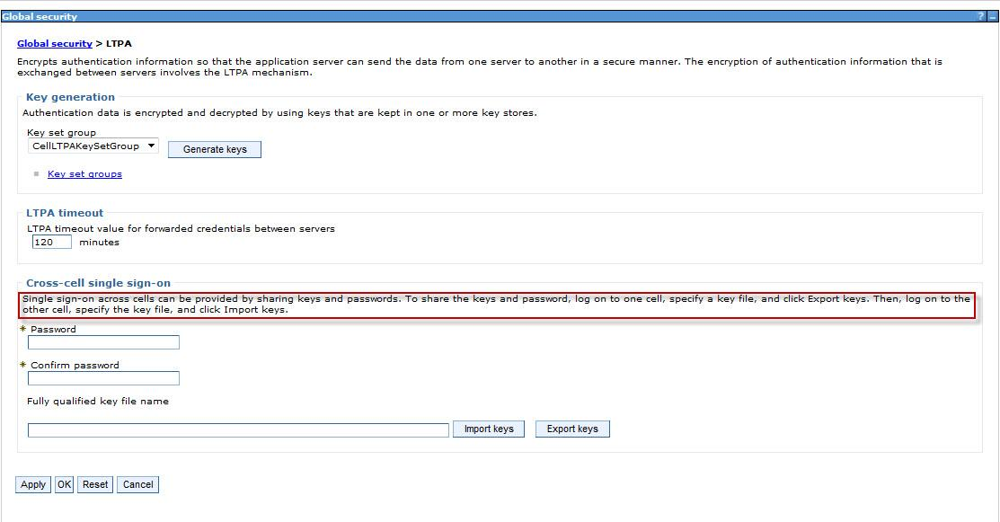 Global security
? _
Global security > LTPA
Encrypts authentication information so that the application server can send the data from one server to another in a secure manner. The encryption of authentication information that is
exchanged between servers involves the LTPA mechanism.
Key generation
Authentication data is encrypted and decrypted by using keys that are kept in one or more key stores.
Key set group
CellLTPAKeySetGroup
Generate keys
Key set groups
LTPA timeout
LTPA timeout value for forwarded credentials between servers
120 minutes
Cross-cell single sign-on
Single sign-on across cells can be provided by sharing keys and passwords. To share the keys and password, log on to one cell, specify a key file, and click Export keys. Then, log on to the
other cell, specify the key file, and click Import keys.
* Password
* Confirm password
Fully qualified key file name
Import keys Export keys
Apply OK Reset Cancel